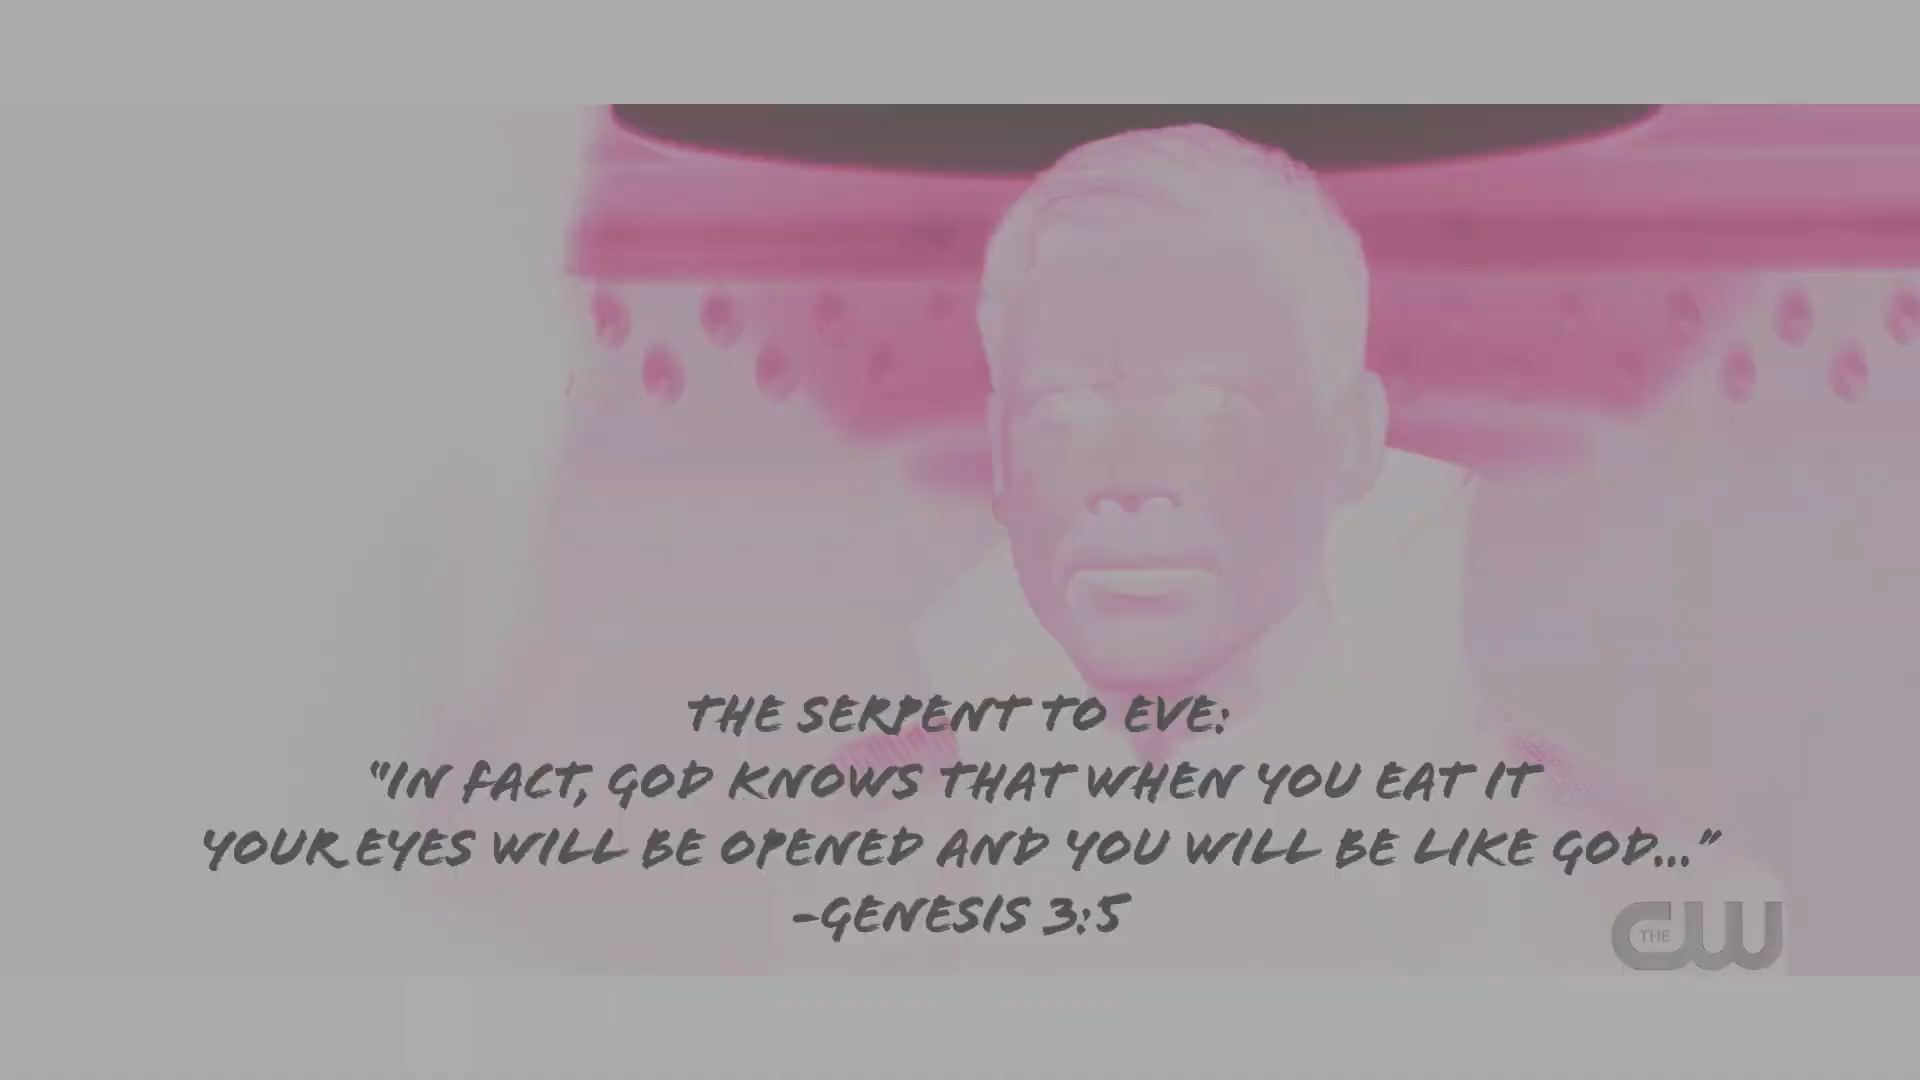 THE SERPENT TO EVE:
"IN FACT, GOD KNOWS THAT WHEN YOU EAT IT
YOUR EYES WILL BE OPENED AND YOU WILL BE LIKE GOD..."
-GENESIS 3:5
THE CW